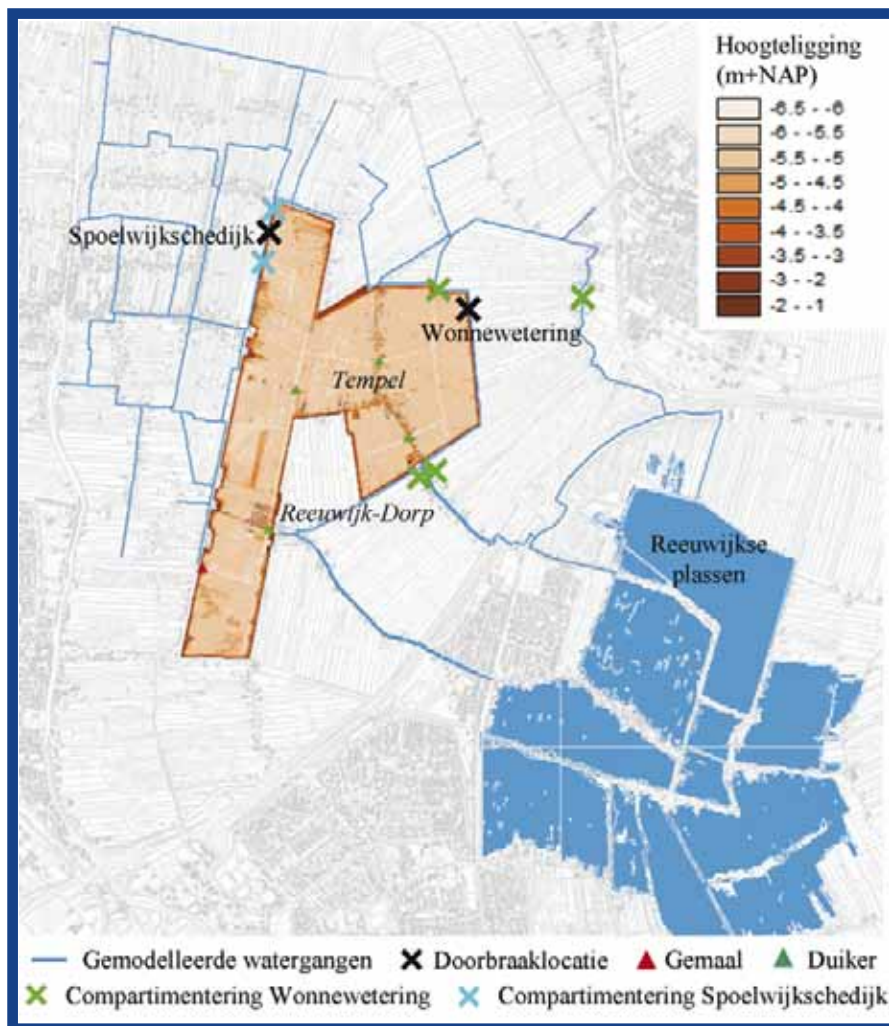 Hoogteligging
(m+NAP)
-6.5 - -6
-6 - -5.5
-5.5 - -5
-5 - -4.5
-4.5 - -4
-4 - -3.5
-3.5 - -3
-3 - -2
-2 - -1
Spoelwijkschedijk
Wonnewetering
Tempel
Reeuwijk-Dorp
Reeuwijkse
plassen
Gemodelleerde watergangen
Doorbraaklocatie
Gemaal
Duiker
Compartimentering Wonnewetering
Compartimentering Spoelwijkschedijk